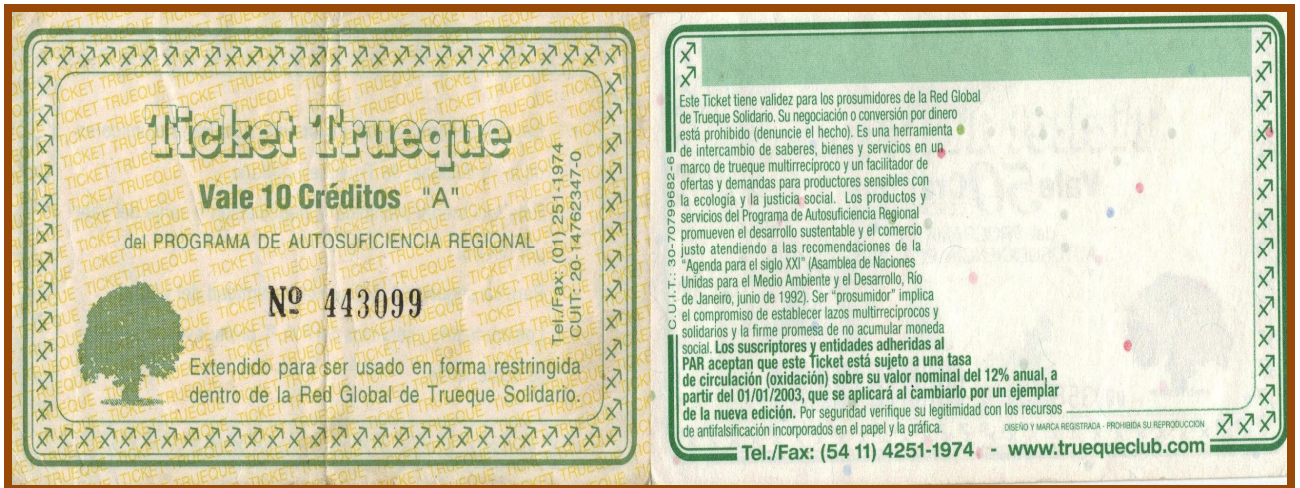 Ticket Trueque
Vale 10 Créditos "A"
del PROGRAMA DE AUTOSUFICIENCIA REGIONAL
Nº 443099
Extendido para ser usado en forma restringida
dentro de la Red Global de Trueque Solidario.
Tel./Fax: (01) 251-1974
CUIT: 20-14762347-0
C.U.I.T.: 30-70799682-6
Este Ticket tiene validez para los prosumidores de la Red Global
de Trueque Solidario. Su negociación o conversión por dinero
está prohibido (denuncie el hecho). Es una herramienta
de intercambio de saberes, bienes y servicios en un
marco de trueque multirrecíproco y un facilitador de
ofertas y demandas para productores sensibles con
la ecología y la justicia social. Los productos y
servicios del Programa de Autosuficiencia Regional
promueven el desarrollo sustentable y el comercio
justo atendiendo a las recomendaciones de la
"Agenda para el siglo XXI" (Asamblea de Naciones
Unidas para el Medio Ambiente y el Desarrollo, Río
de Janeiro, junio de 1992). Ser "prosumidor" implica
el compromiso de establecer lazos multirrecíprocos y
solidarios y la firme promesa de no acumular moneda
social. Los suscriptores y entidades adheridas al
PAR aceptan que este Ticket está sujeto a una tasa
de circulación (oxidación) sobre su valor nominal del 12% anual, a
partir del 01/01/2003, que se aplicará al cambiarlo por un ejemplar
de la nueva edición. Por seguridad verifique su legitimidad con los recursos
de antifalsificación incorporados en el papel y la gráfica.
DISEÑO Y MARCA REGISTRADA - PROHIBIDA SU REPRODUCCION
Tel./Fax: (54 11) 4251-1974 - www.truequeclub.com